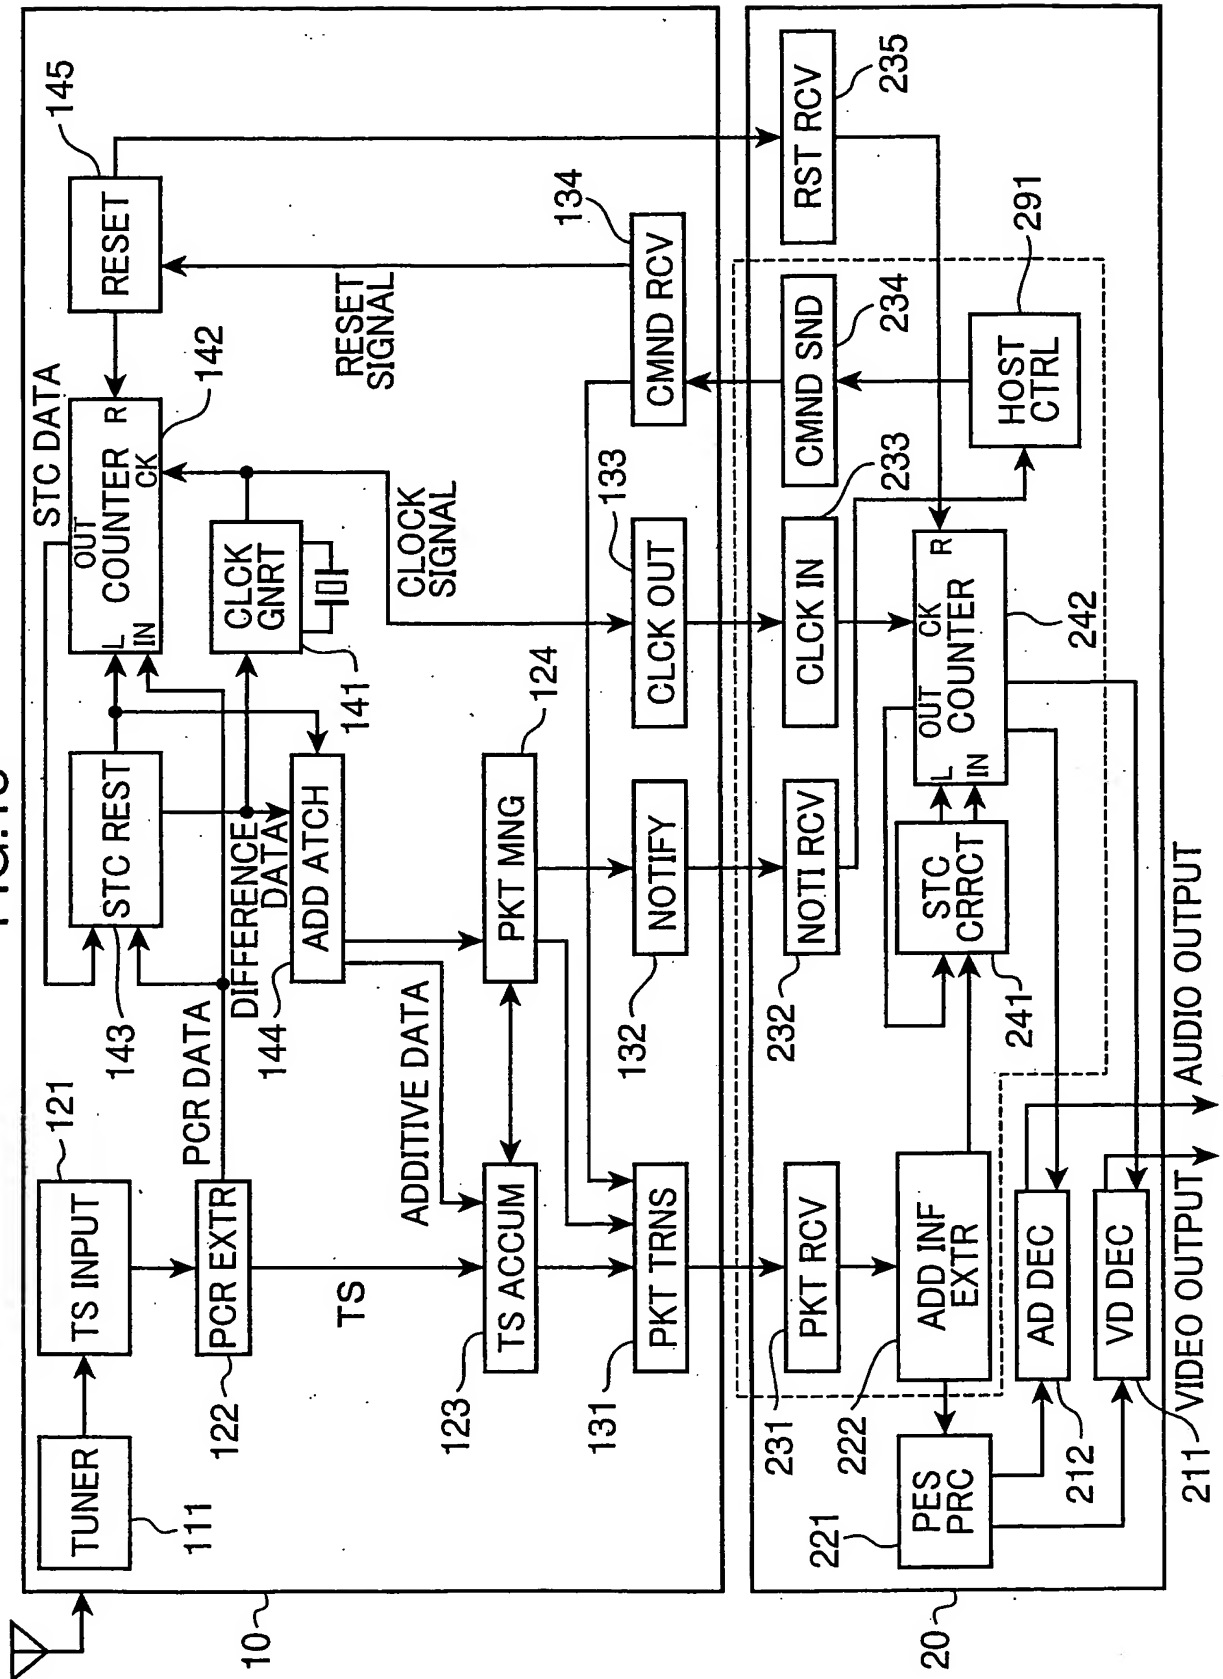 145
RESET
STC DATA
OUT
COUNTER
R
CK
L
IN
142
STC REST
143
CLCK
GNRT
141
CLOCK
SIGNAL
RESET
SIGNAL
DIFFERENCE
DATA
ADD ATCH
144
PCR DATA
121
TS INPUT
TUNER
111
PCR EXTR
122
TS
ADDITIVE DATA
TS ACCUM
123
PKT MNG
124
PKT TRNS
131
NOTIFY
132
CLCK OUT
133
CMND RCV
134
10
RST RCV
235
CMND SND
234
CLCK IN
233
NOTI RCV
232
PKT RCV
231
HOST
CTRL
291
OUT
CK
R
COUNTER
L
IN
242
STC
CRRCT
241
ADD INF
EXTR
222
PES
PRC
221
AD DEC
212
VD DEC
211
20
VIDEO OUTPUT
AUDIO OUTPUT